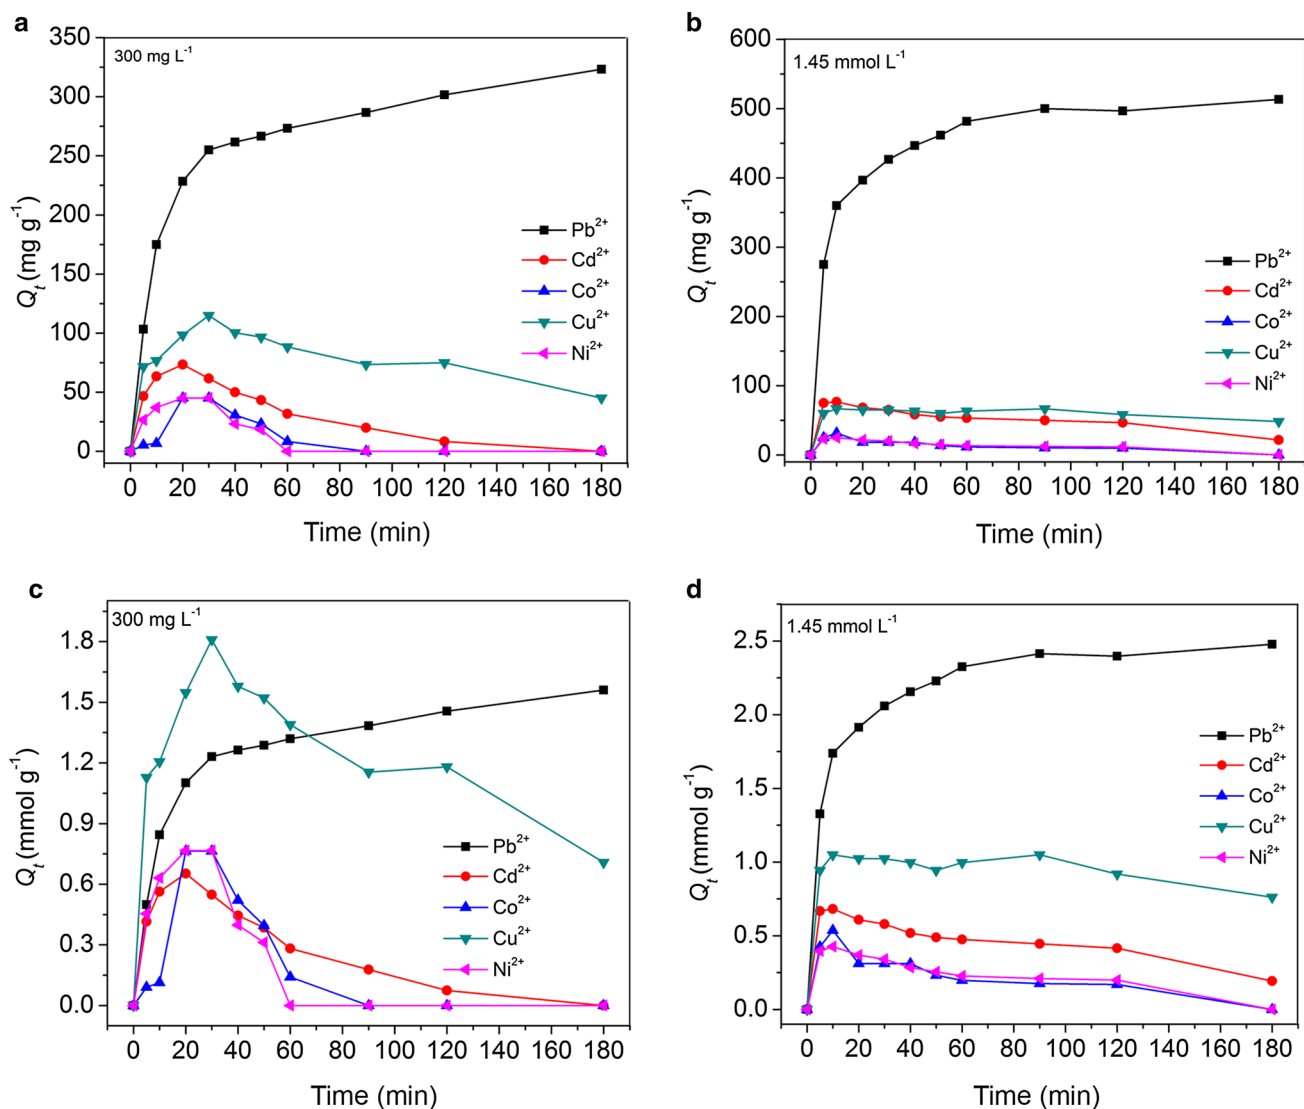 a
300 mg L⁻¹
350
300
250
200
150
100
50
0
Qt (mg g⁻¹)
Pb²⁺
Cd²⁺
Co²⁺
Cu²⁺
Ni²⁺
0 20 40 60 80 100 120 140 160 180
Time (min)
b
1.45 mmol L⁻¹
600
500
400
300
200
100
0
Qt (mg g⁻¹)
Pb²⁺
Cd²⁺
Co²⁺
Cu²⁺
Ni²⁺
0 20 40 60 80 100 120 140 160 180
Time (min)
c
300 mg L⁻¹
1.8
1.5
1.2
0.9
0.6
0.3
0.0
Qt (mmol g⁻¹)
Pb²⁺
Cd²⁺
Co²⁺
Cu²⁺
Ni²⁺
0 20 40 60 80 100 120 140 160 180
Time (min)
d
1.45 mmol L⁻¹
2.5
2.0
1.5
1.0
0.5
0.0
Qt (mmol g⁻¹)
Pb²⁺
Cd²⁺
Co²⁺
Cu²⁺
Ni²⁺
0 20 40 60 80 100 120 140 160 180
Time (min)